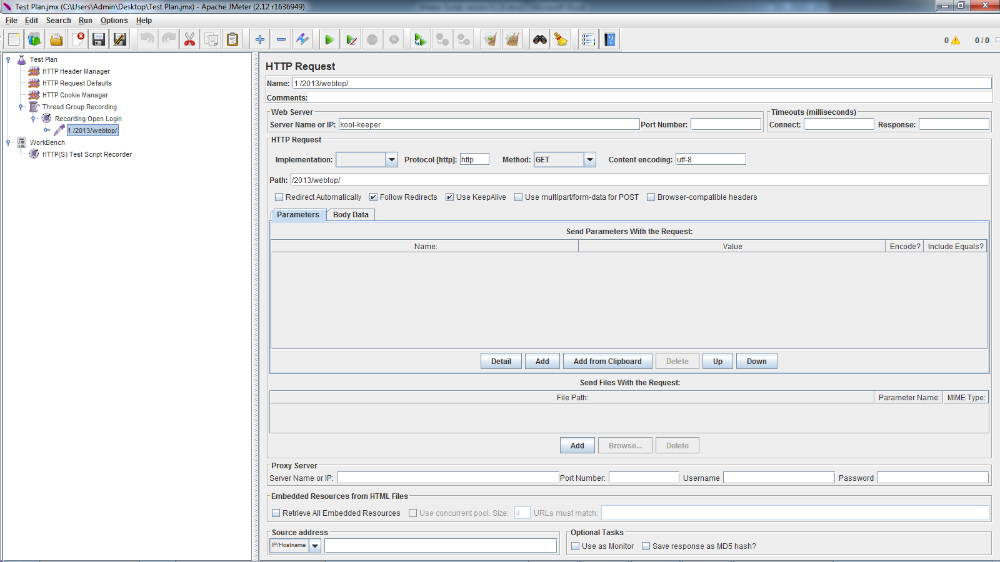 Test Plan.jmx (C:\Users\Admin\Desktop\Test Plan.jmx) - Apache JMeter (2.12 r1636949)
File Edit Search Run Options Help
0 0 / 0
Test Plan
HTTP Header Manager
HTTP Request Defaults
HTTP Cookie Manager
Thread Group Recording
Recording Open Login
1 /2013/webtop/
WorkBench
HTTP(S) Test Script Recorder
HTTP Request
Name: 1 /2013/webtop/
Comments:
Web Server
Server Name or IP: kool-keeper Port Number:
Timeouts (milliseconds)
Connect: Response:
HTTP Request
Implementation: Protocol [http]: http Method: GET Content encoding: utf-8
Path: /2013/webtop/
Redirect Automatically Follow Redirects Use KeepAlive Use multipart/form-data for POST Browser-compatible headers
Parameters Body Data
Send Parameters With the Request:
Name: Value Encode? Include Equals?
Detail Add Add from Clipboard Delete Up Down
Send Files With the Request:
File Path: Parameter Name: MIME Type:
Add Browse... Delete
Proxy Server
Server Name or IP: Port Number: Username Password
Embedded Resources from HTML Files
Retrieve All Embedded Resources Use concurrent pool. Size: 4 URLs must match:
Source address
IP/Hostname
Optional Tasks
Use as Monitor Save response as MD5 hash?